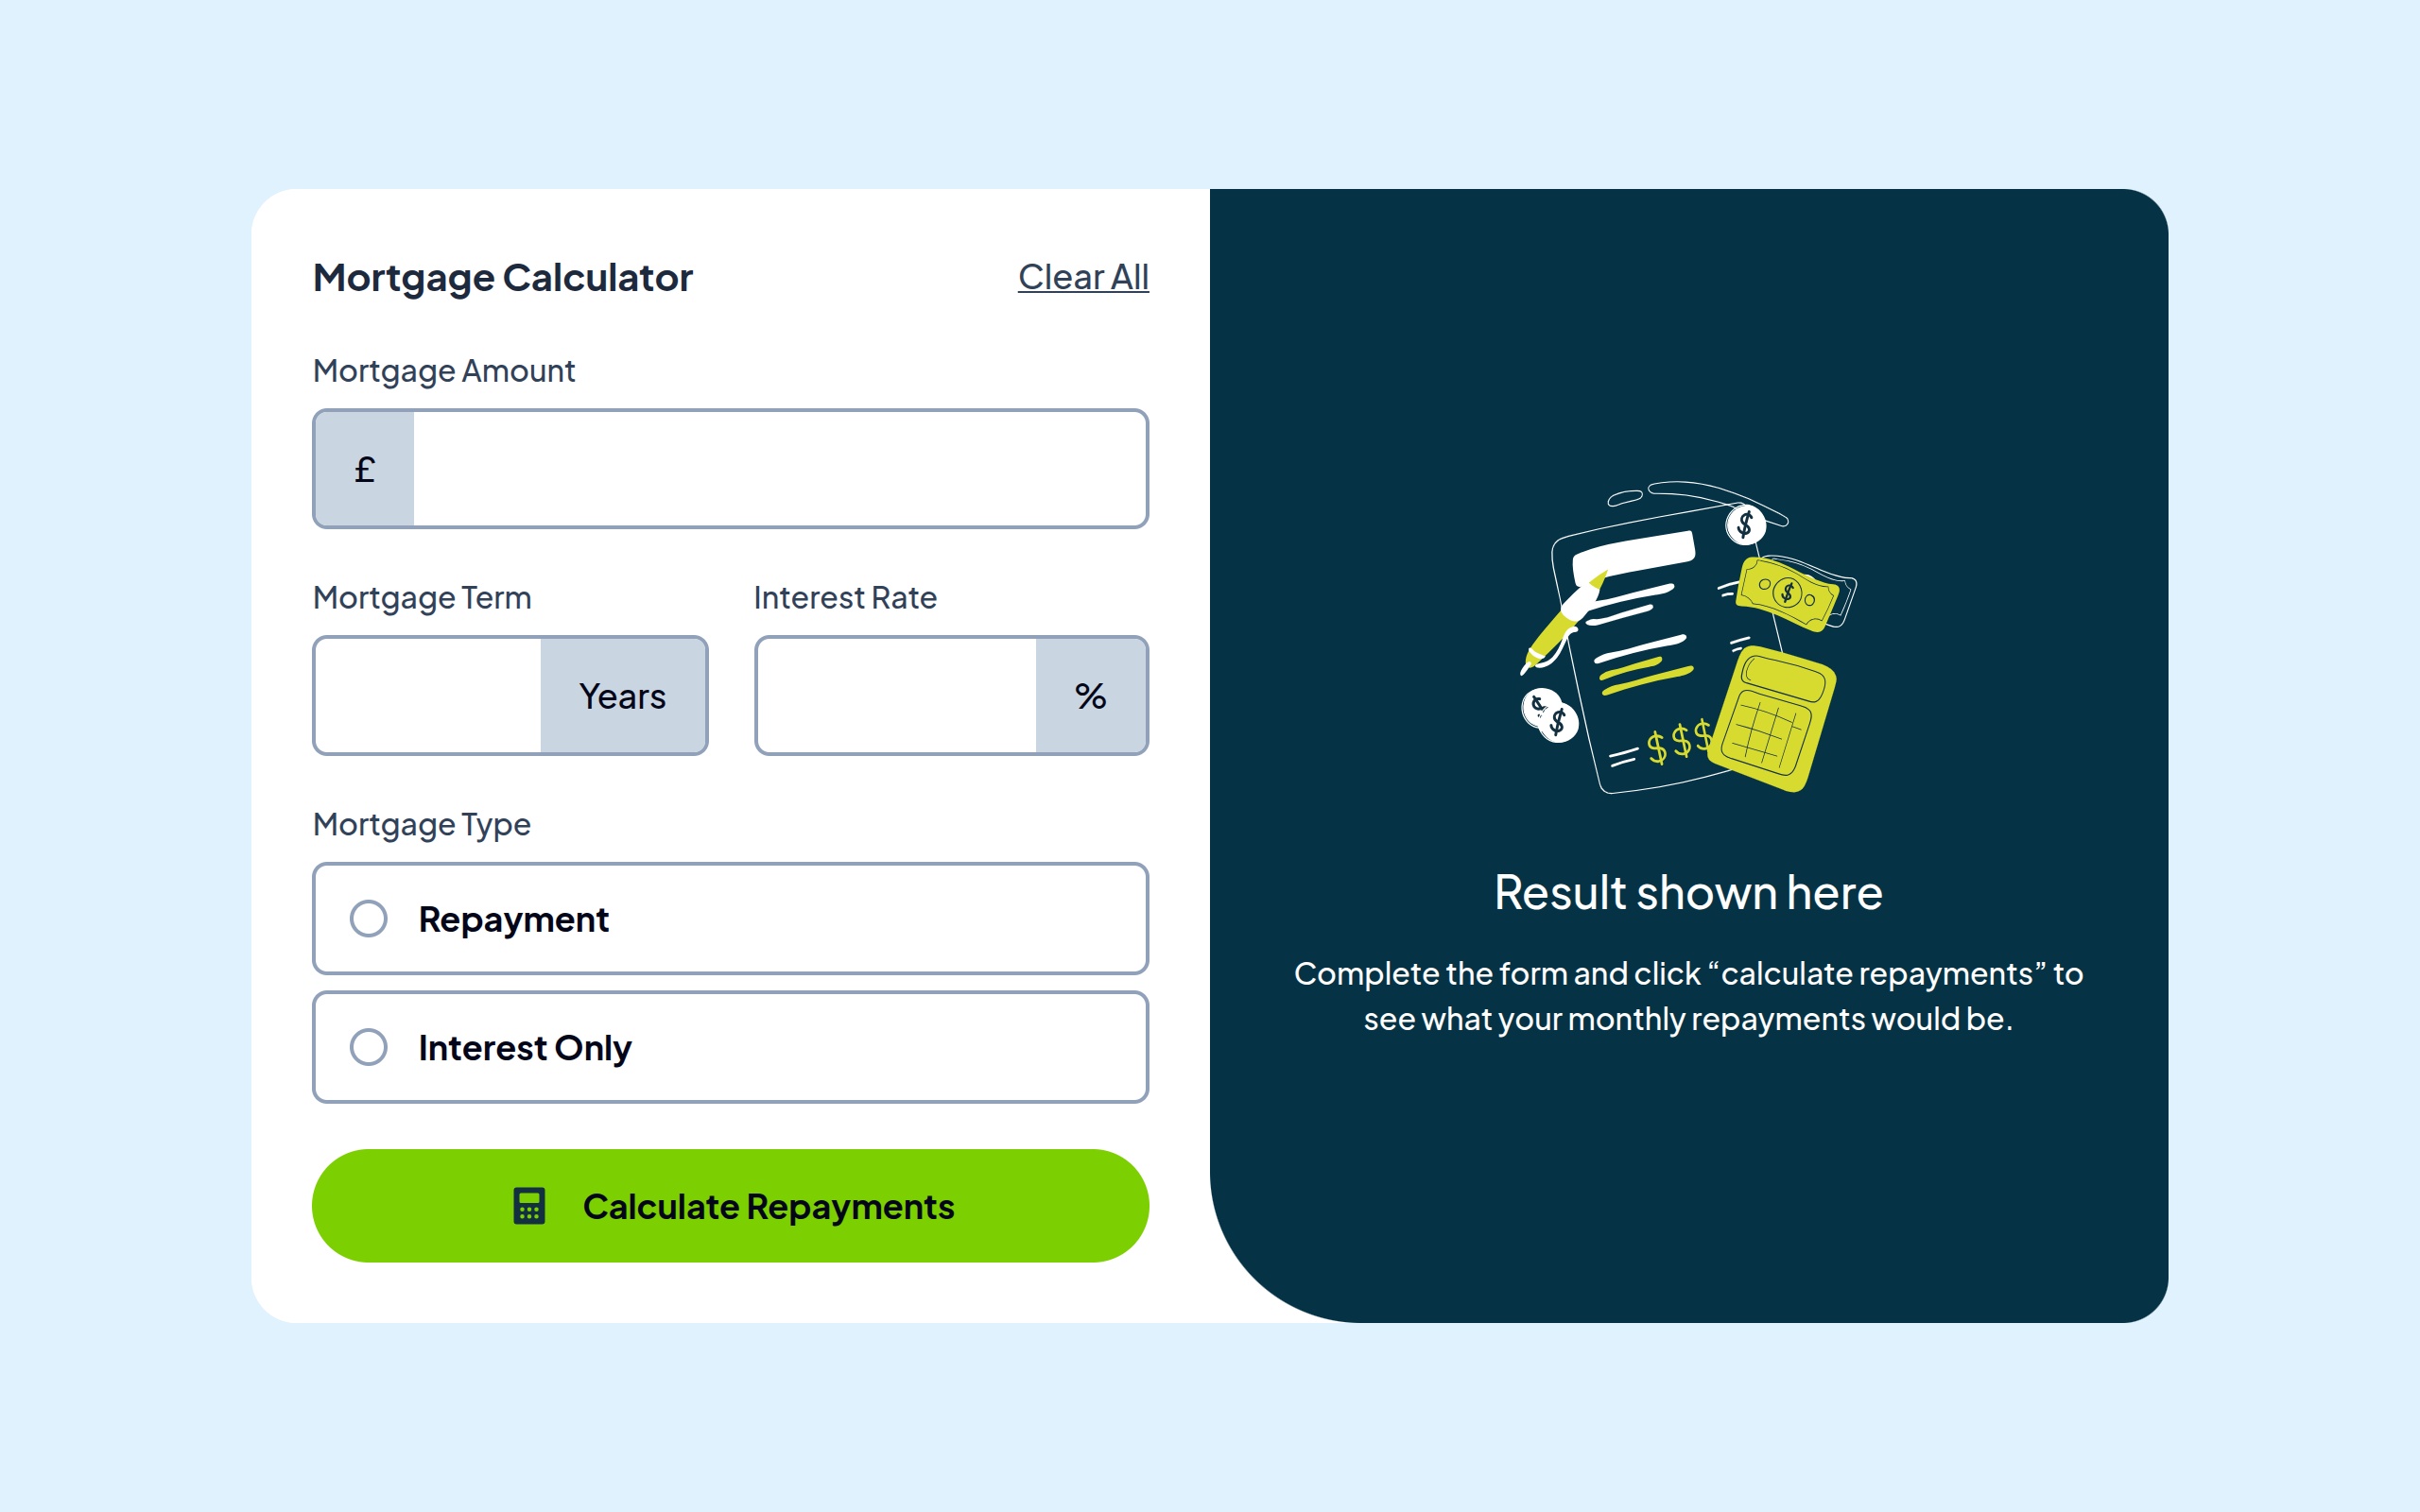 Mortgage Calculator
Clear All
Mortgage Amount
£
Mortgage Term
Years
Interest Rate
%
Mortgage Type
Repayment
Interest Only
Calculate Repayments
$
$
$
$
$$$
Result shown here
Complete the form and click “calculate repayments” to
see what your monthly repayments would be.